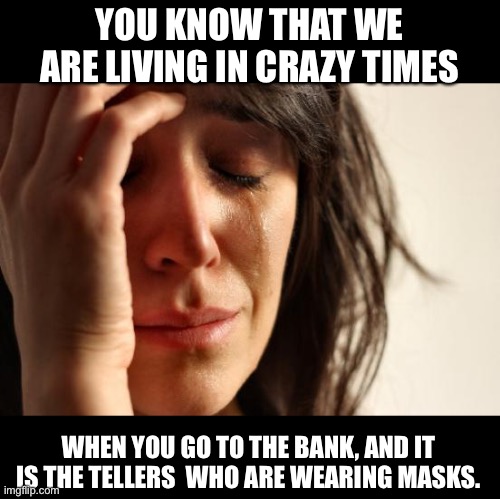 YOU KNOW THAT WE
ARE LIVING IN CRAZY TIMES
WHEN YOU GO TO THE BANK, AND IT
IS THE TELLERS  WHO ARE WEARING MASKS.
imgflip.com